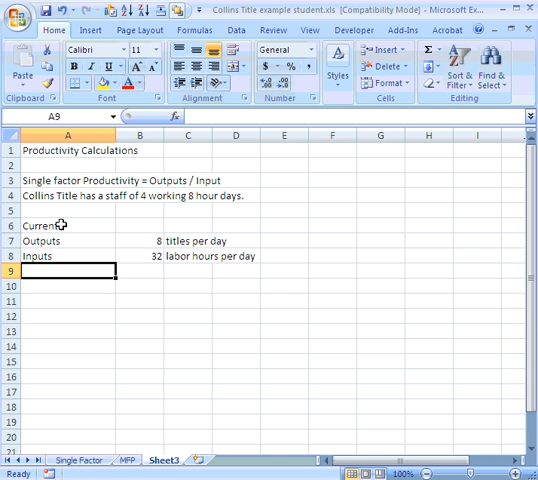 Collins Title example student.xls [Compatibility Mode] - Microsoft Ex...
Home Insert Page Layout Formulas Data Review View Developer Add-Ins Acrobat
Calibri 11 General Insert
Paste B I U $ % , Styles Delete Sort & Filter Find & Select
Format
Clipboard Font Alignment Number Cells Editing
A9 fx
A B C D E F G H I
1 Productivity Calculations
2
3 Single factor Productivity = Outputs / Input
4 Collins Title has a staff of 4 working 8 hour days.
5
6 Current
7 Outputs 8 titles per day
8 Inputs 32 labor hours per day
9
10
11
12
13
14
15
16
17
18
19
20
21
Single Factor MFP Sheet3
Ready 100%